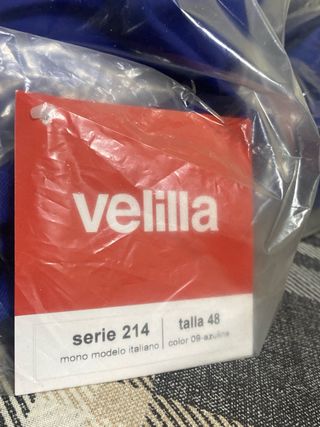 velilla
serie 214
mono modelo italiano
talla 48
color 09-azulina